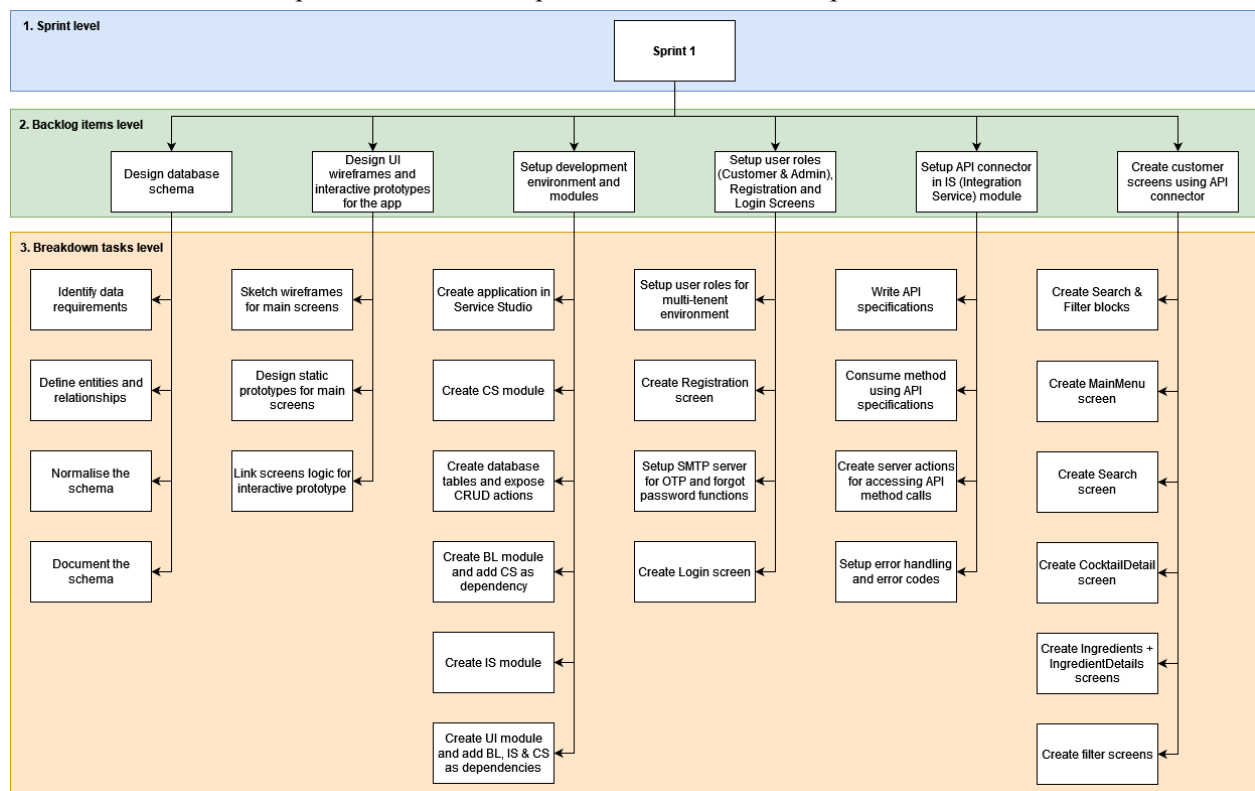 1. Sprint level
Sprint 1
2. Backlog items level
Design database
schema
Design UI
wireframes and
interactive prototypes
for the app
Setup development
environment and
modules
Setup user roles
(Customer & Admin),
Registration and
Login Screens
Setup API connector
in IS (Integration
Service) module
Create customer
screens using API
connector
3. Breakdown tasks level
Identify data
requirements
Define entities and
relationships
Normalise the
schema
Document the
schema
Sketch wireframes
for main screens
Design static
prototypes for main
screens
Link screens logic for
interactive prototype
Create application in
Service Studio
Create CS module
Create database
tables and expose
CRUD actions
Create BL module
and add CS as
dependency
Create IS module
Create UI module
and add BL, IS & CS
as dependencies
Setup user roles for
multi-tenent
environment
Create Registration
screen
Setup SMTP server
for OTP and forgot
password functions
Create Login screen
Write API
specifications
Consume method
using API
specifications
Create server actions
for accessing API
method calls
Setup error handling
and error codes
Create Search &
Filter blocks
Create MainMenu
screen
Create Search
screen
Create CocktailDetail
screen
Create Ingredients +
IngredientDetails
screens
Create filter screens